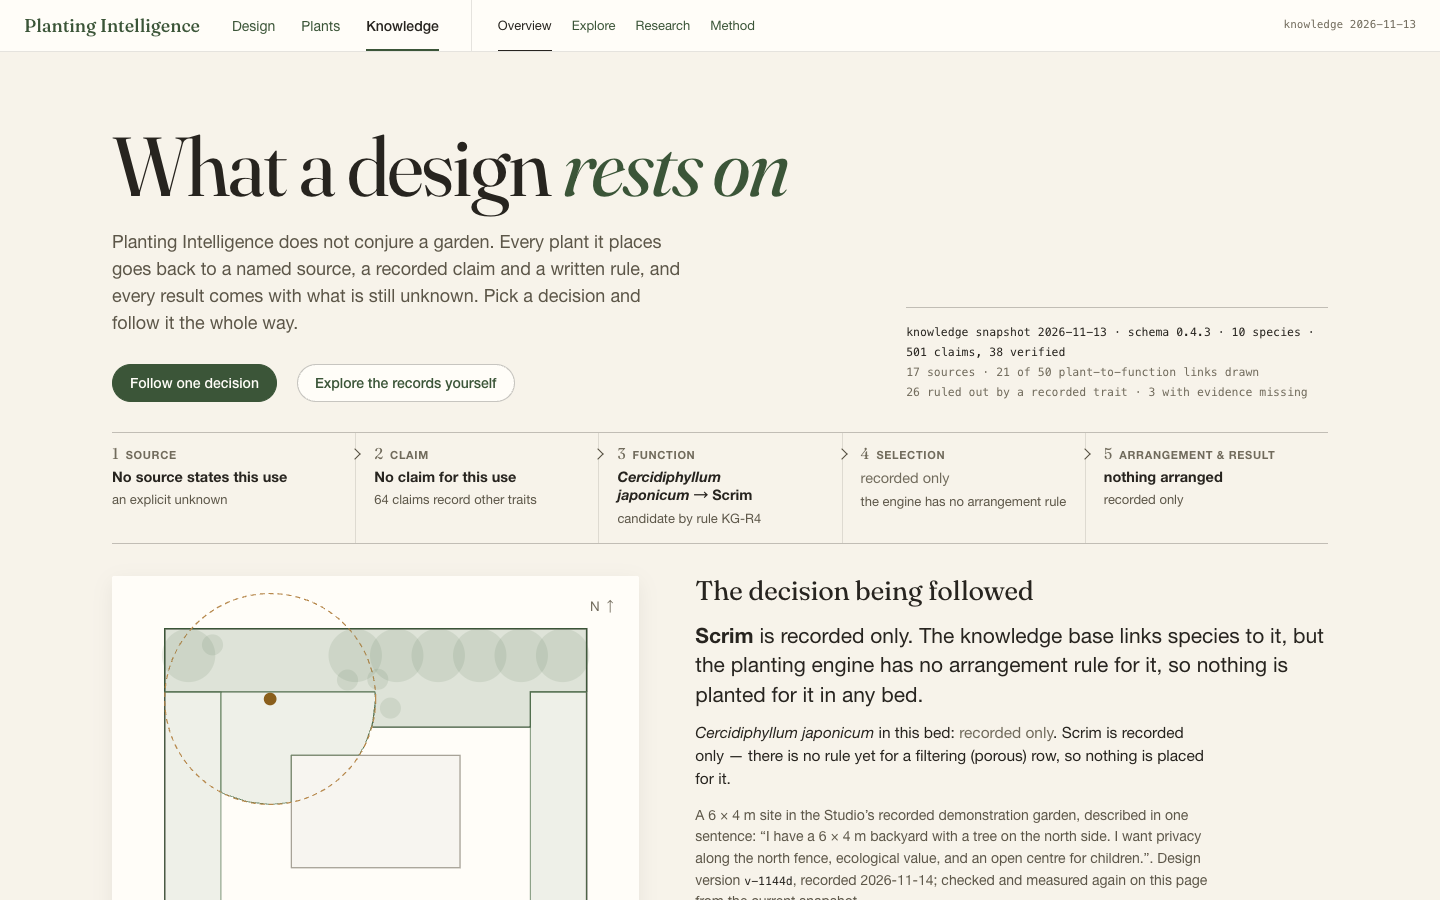 Planting Intelligence
Design
Plants
Knowledge
Overview
Explore
Research
Method
knowledge 2026-11-13
What a design rests on
Planting Intelligence does not conjure a garden. Every plant it places
goes back to a named source, a recorded claim and a written rule, and
every result comes with what is still unknown. Pick a decision and
follow it the whole way.
Follow one decision
Explore the records yourself
knowledge snapshot 2026-11-13 · schema 0.4.3 · 10 species ·
501 claims, 38 verified
17 sources · 21 of 50 plant-to-function links drawn
26 ruled out by a recorded trait · 3 with evidence missing
1 SOURCE
No source states this use
an explicit unknown
2 CLAIM
No claim for this use
64 claims record other traits
3 FUNCTION
Cercidiphyllum
japonicum → Scrim
candidate by rule KG-R4
4 SELECTION
recorded only
the engine has no arrangement rule
5 ARRANGEMENT & RESULT
nothing arranged
recorded only
N ↑
The decision being followed
Scrim is recorded only. The knowledge base links species to it, but
the planting engine has no arrangement rule for it, so nothing is
planted for it in any bed.
Cercidiphyllum japonicum in this bed: recorded only. Scrim is recorded
only — there is no rule yet for a filtering (porous) row, so nothing is placed
for it.
A 6 × 4 m site in the Studio’s recorded demonstration garden, described in one
sentence: “I have a 6 × 4 m backyard with a tree on the north side. I want privacy
along the north fence, ecological value, and an open centre for children.”. Design
version v-1144d, recorded 2026-11-14; checked and measured again on this page
from the current snapshot.